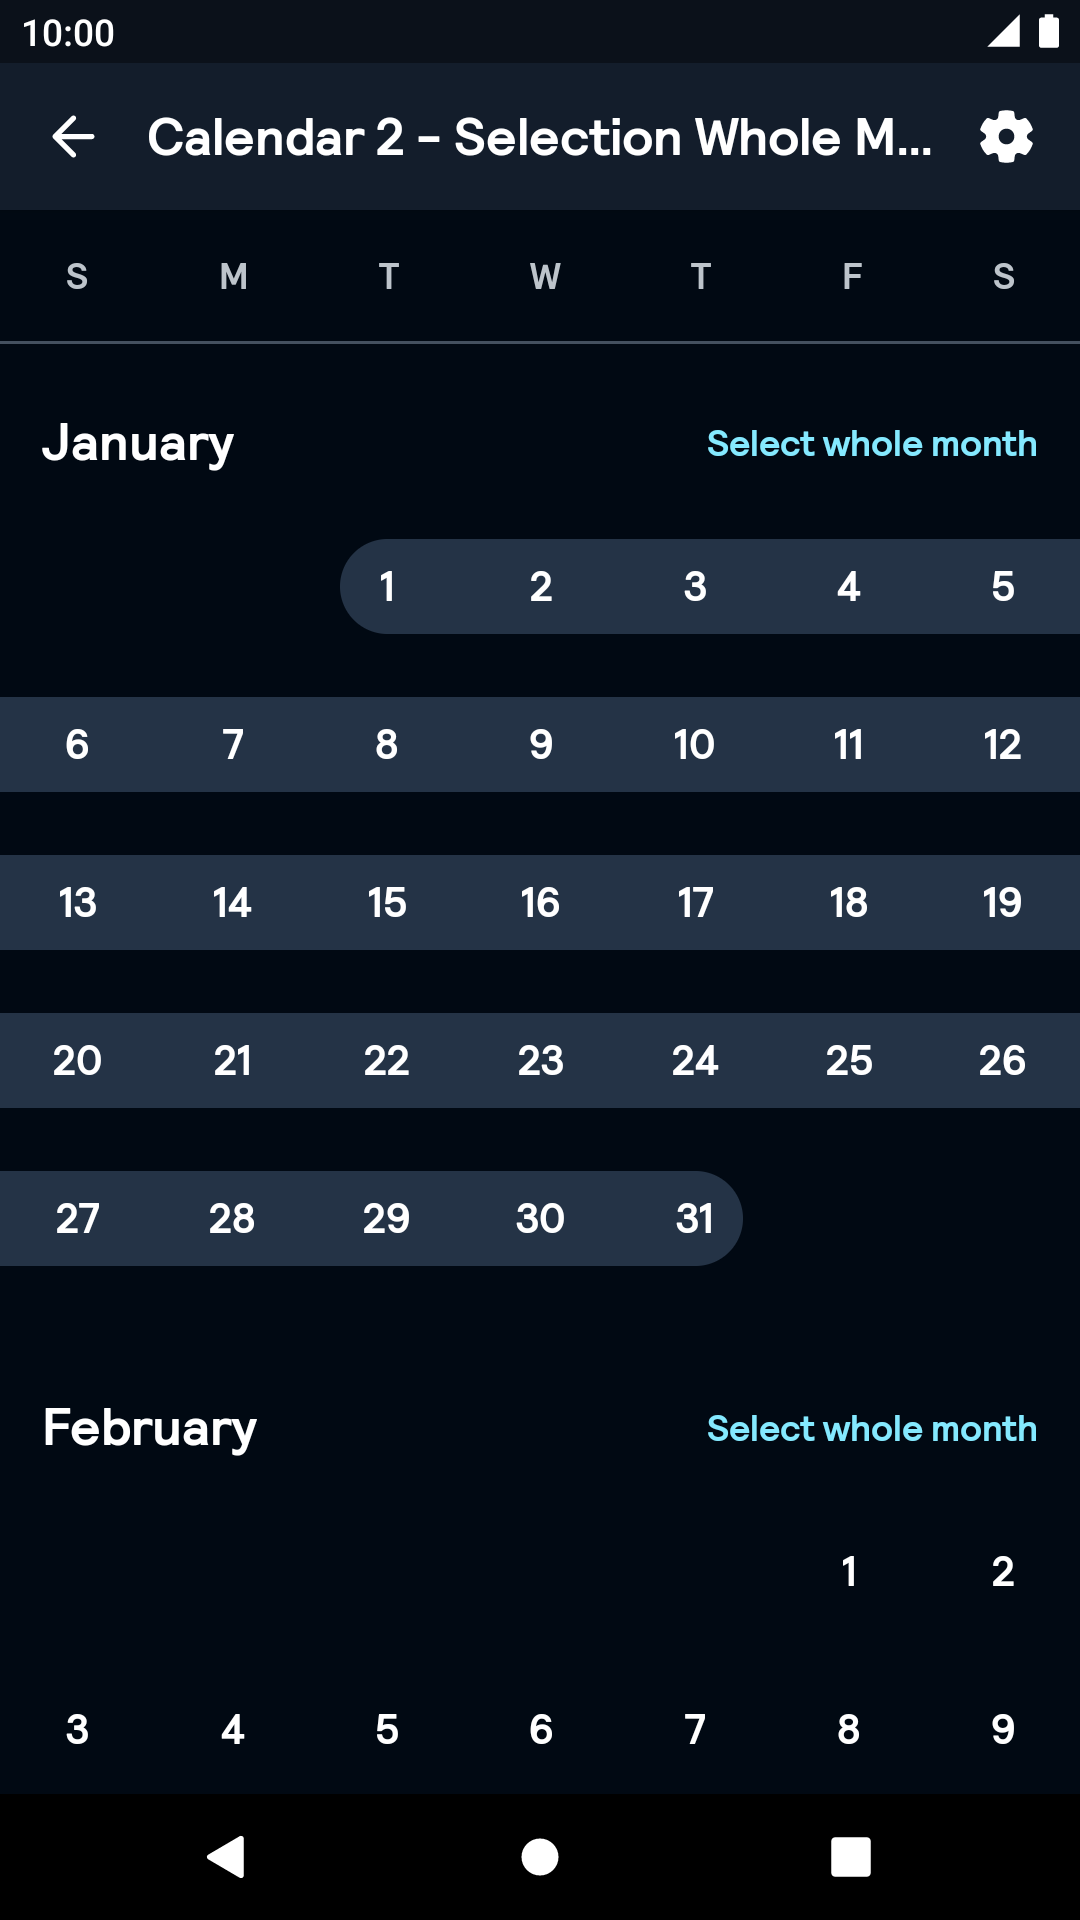 10:00
Calendar 2 - Selection Whole M...
S M T W T F S
January Select whole month
1 2 3 4 5
6 7 8 9 10 11 12
13 14 15 16 17 18 19
20 21 22 23 24 25 26
27 28 29 30 31
February Select whole month
1 2
3 4 5 6 7 8 9